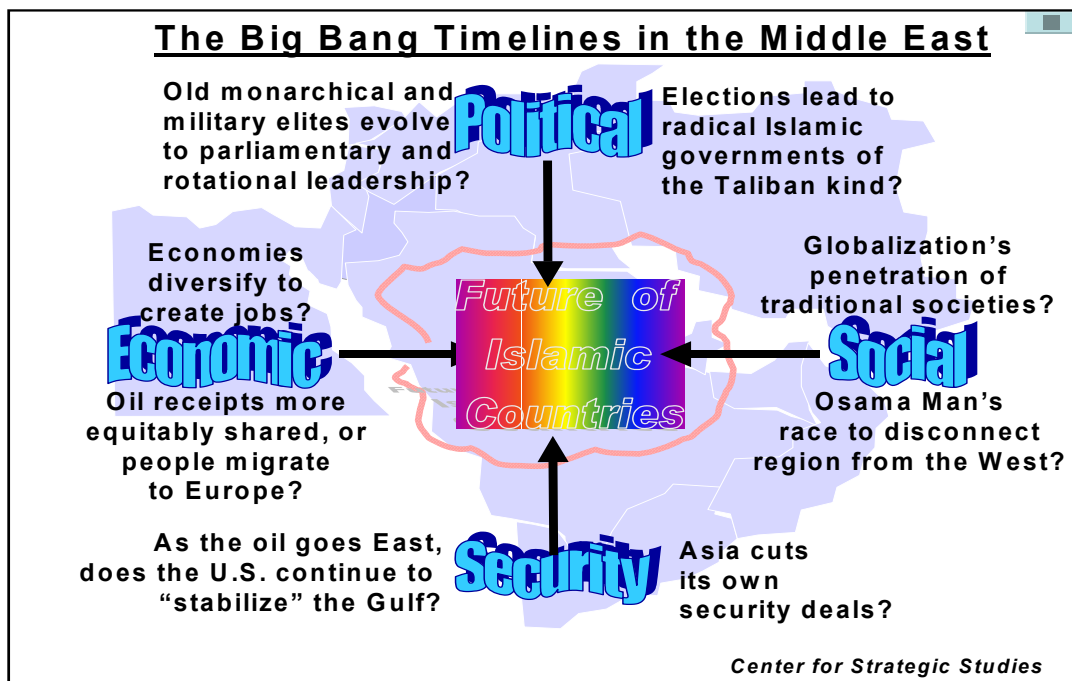 The Big Bang Timelines in the Middle East
Old monarchical and
military elites evolve
to parliamentary and
rotational leadership?
Political
Elections lead to
radical Islamic
governments of
the Taliban kind?
Economies
diversify to
create jobs?
Economic
Oil receipts more
equitably shared, or
people migrate
to Europe?
Future of
Islamic
Countries
Globalization’s
penetration of
traditional societies?
Social
Osama Man’s
race to disconnect
region from the West?
As the oil goes East,
does the U.S. continue to
“stabilize” the Gulf?
Security
Asia cuts
its own
security deals?
Center for Strategic Studies